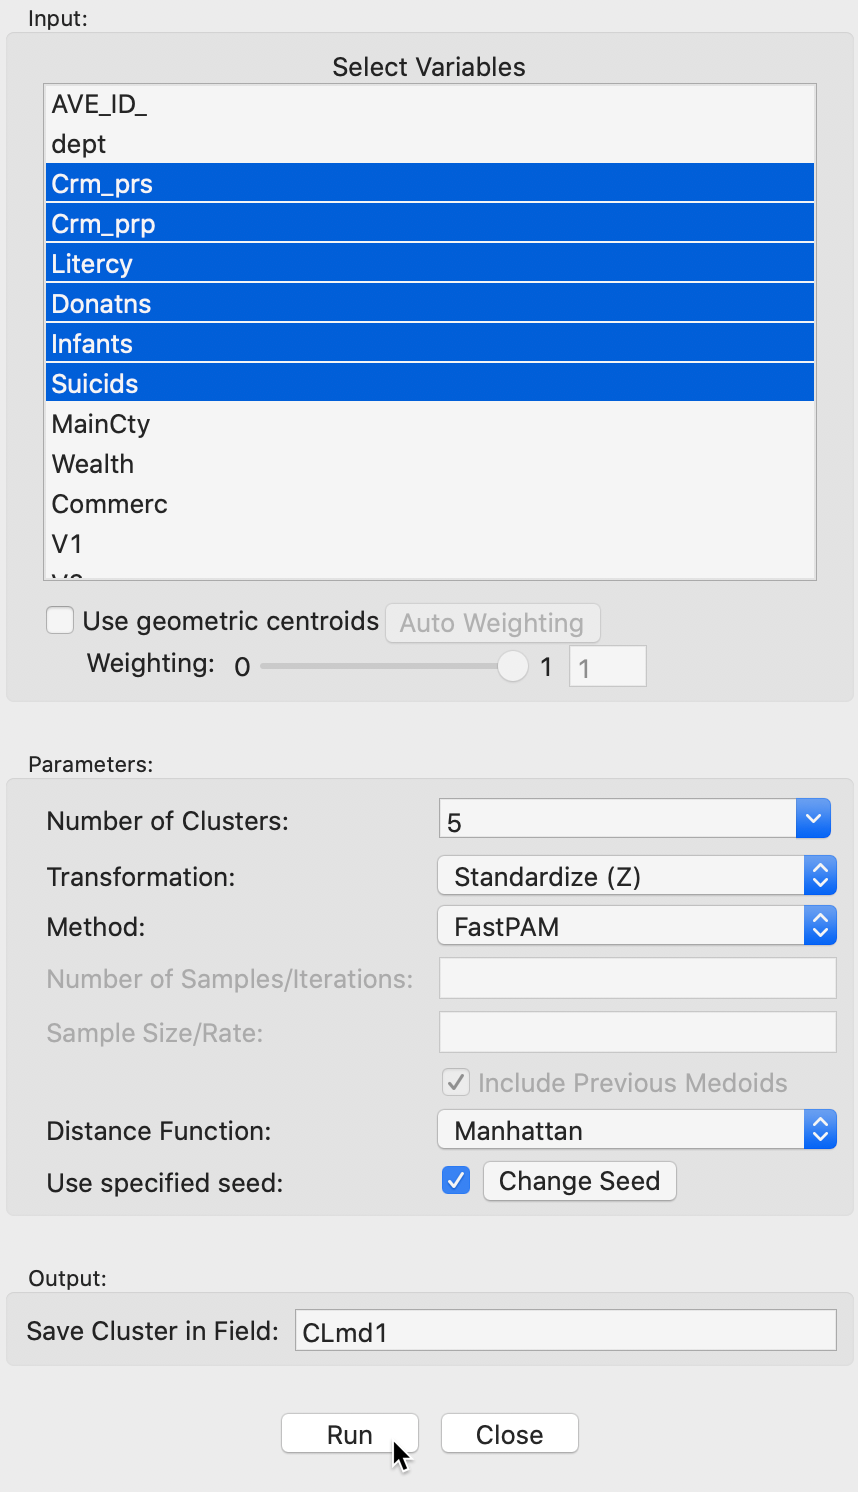 Input:
Select Variables
AVE_ID_
dept
Crm_prs
Crm_prp
Litercy
Donatns
Infants
Suicids
MainCty
Wealth
Commerc
V1
Use geometric centroids Auto Weighting
Weighting: 0 1 1
Parameters:
Number of Clusters: 5
Transformation: Standardize (Z)
Method: FastPAM
Number of Samples/Iterations:
Sample Size/Rate:
Include Previous Medoids
Distance Function: Manhattan
Use specified seed: Change Seed
Output:
Save Cluster in Field: CLmd1
Run Close